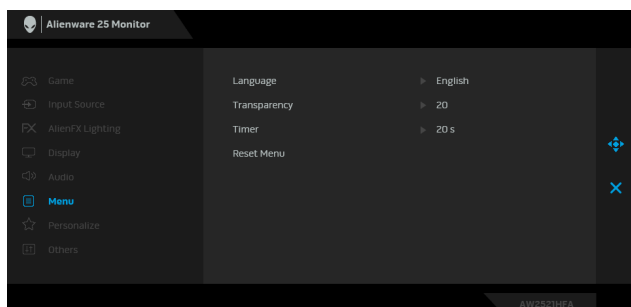 Alienware 25 Monitor
Game
Input Source
AlienFX Lighting
Display
Audio
Menu
Personalize
Others
Language English
Transparency 20
Timer 20 s
Reset Menu
AW2521HFA